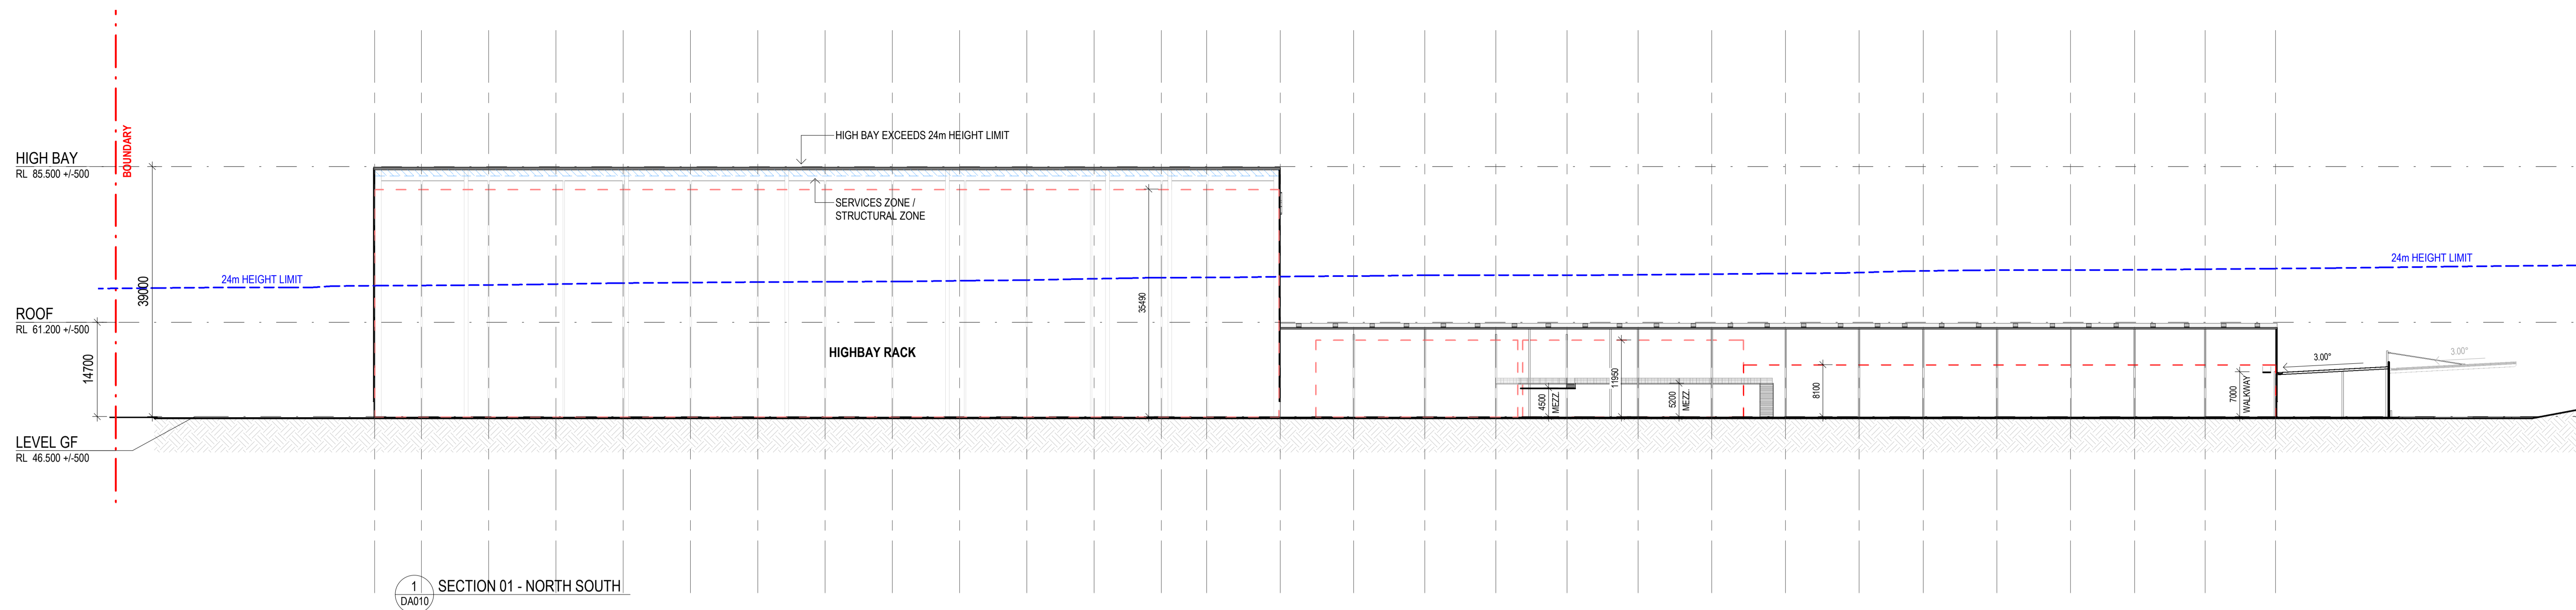 BOUNDARY
HIGH BAY EXCEEDS 24m HEIGHT LIMIT
HIGH BAY
RL 85.500 +/-500
SERVICES ZONE /
STRUCTURAL ZONE
24m HEIGHT LIMIT
24m HEIGHT LIMIT
39000
35490
ROOF
RL 61.200 +/-500
14700
HIGHBAY RACK
3.00°
3.00°
11950
4500
MEZZ.
5200
MEZZ.
8100
7000
WALKWAY
LEVEL GF
RL 46.500 +/-500
1
SECTION 01 - NORTH SOUTH
DA010